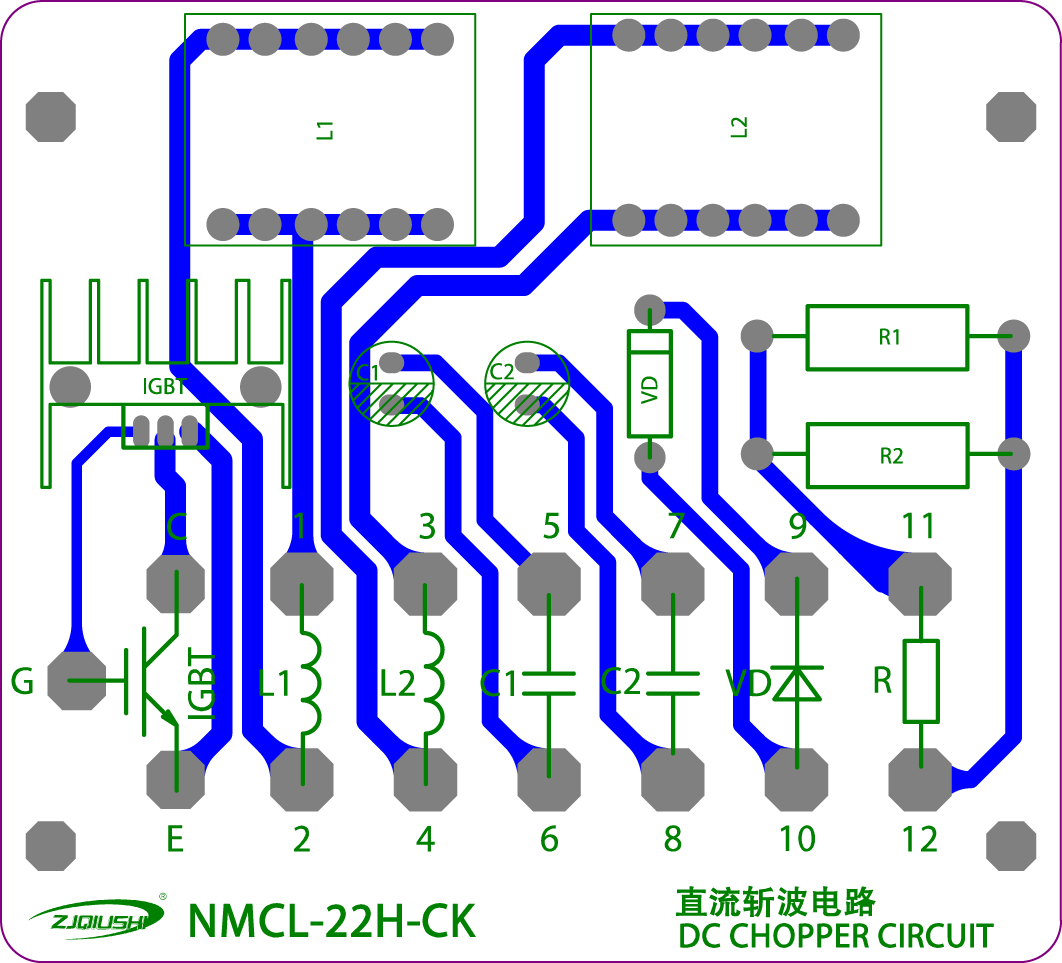 L1
L2
IGBT
C1
C2
VD
R1
R2
C 1 3 5 7 9 11
G
IGBT
L1
L2
C1
C2
VD
R
E 2 4 6 8 10 12
ZJQIUSHI ®
NMCL-22H-CK
直流斩波电路
DC CHOPPER CIRCUIT